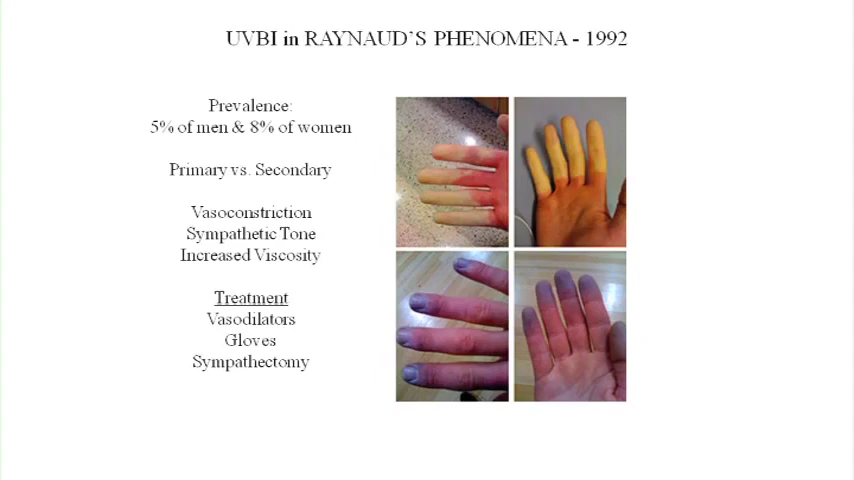 UVBI in RAYNAUD'S PHENOMENA - 1992
Prevalence:
5% of men & 8% of women
Primary vs. Secondary
Vasoconstriction
Sympathetic Tone
Increased Viscosity
Treatment
Vasodilators
Gloves
Sympathectomy